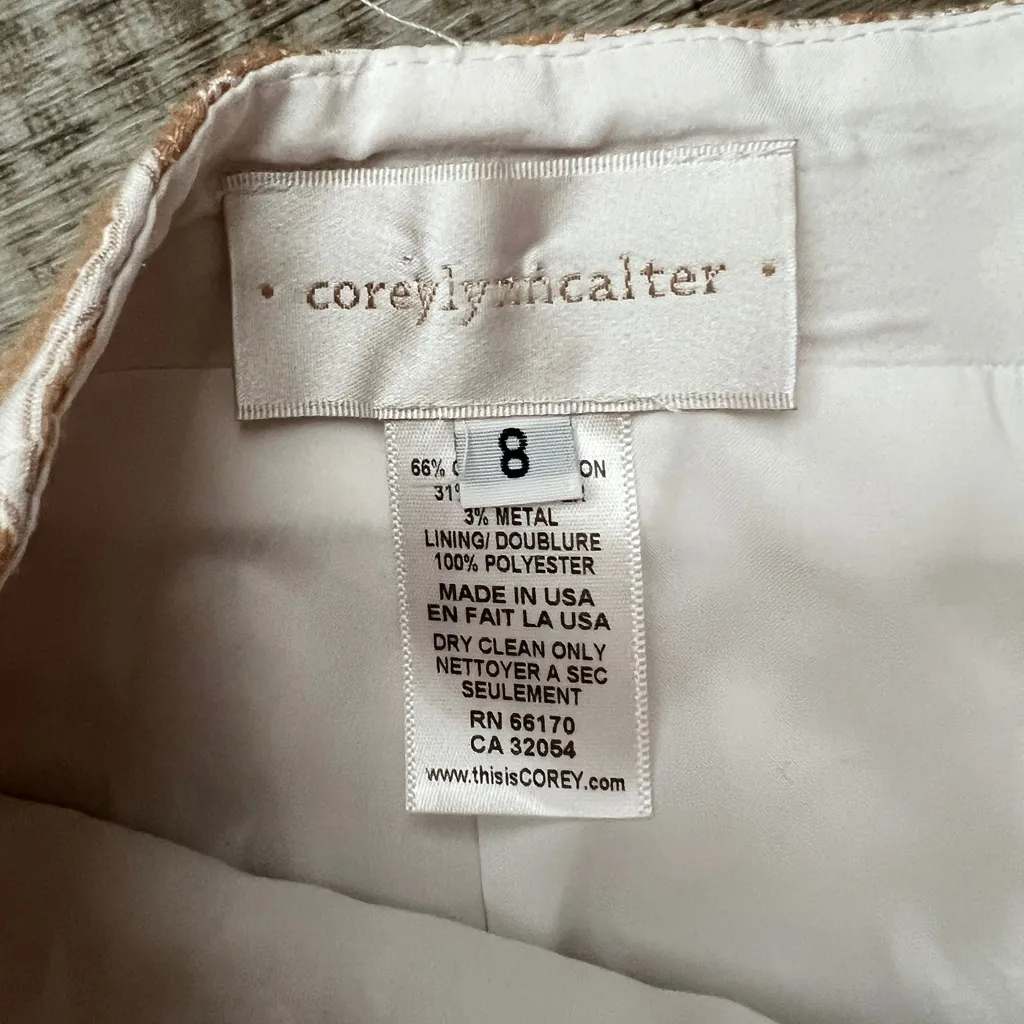 • coreylynncalter •
8
66%
31%
3% METAL
LINING/ DOUBLURE
100% POLYESTER
MADE IN USA
EN FAIT LA USA
DRY CLEAN ONLY
NETTOYER A SEC
SEULEMENT
RN 66170
CA 32054
www.thisisCOREY.com